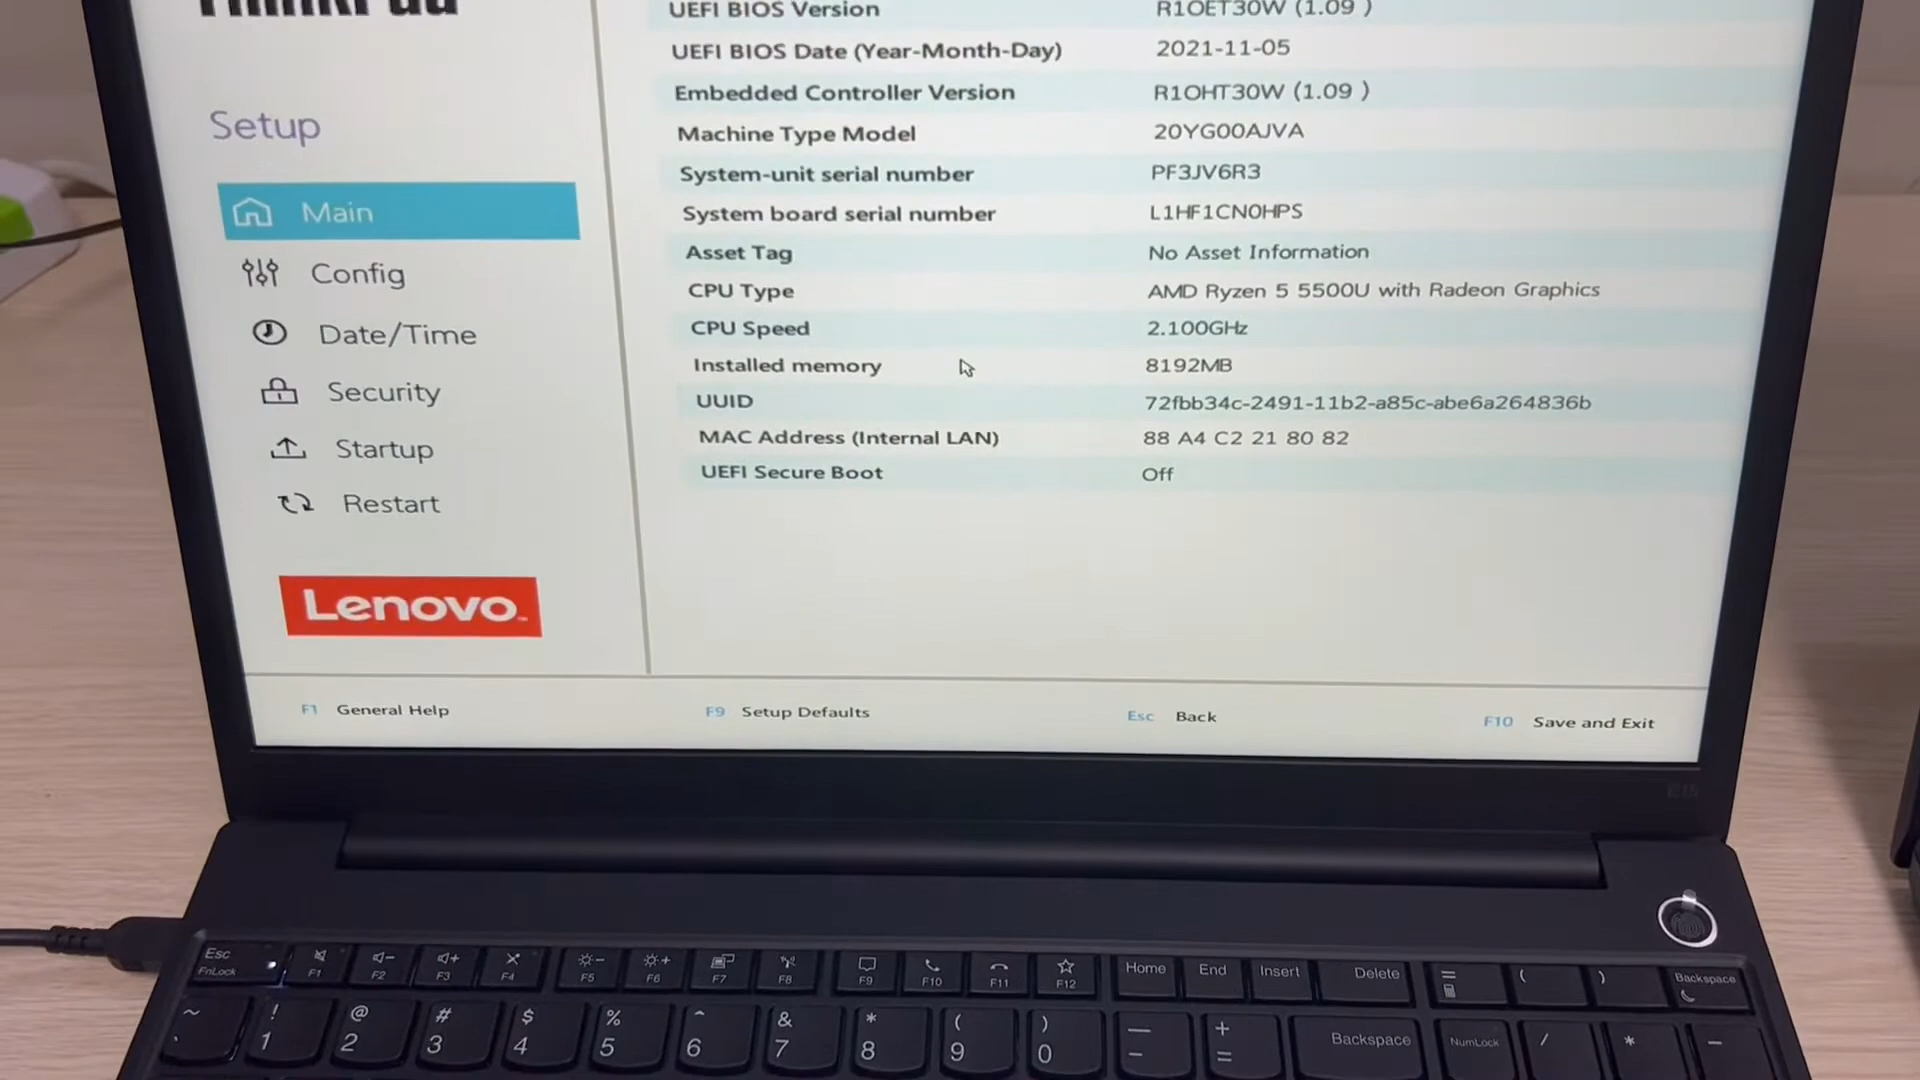 ThinkPad
UEFI BIOS Version R1OET30W (1.09 )
UEFI BIOS Date (Year-Month-Day) 2021-11-05
Embedded Controller Version R1OHT30W (1.09 )
Machine Type Model 20YG00AJVA
System-unit serial number PF3JV6R3
System board serial number L1HF1CN0HPS
Asset Tag No Asset Information
CPU Type AMD Ryzen 5 5500U with Radeon Graphics
CPU Speed 2.100GHz
Installed memory 8192MB
UUID 72fbb34c-2491-11b2-a85c-abe6a264836b
MAC Address (Internal LAN) 88 A4 C2 21 80 82
UEFI Secure Boot Off
Setup
Main
Config
Date/Time
Security
Startup
Restart
Lenovo
F1 General Help F9 Setup Defaults Esc Back F10 Save and Exit
E15
Esc FnLock F1 F2 F3 F4 F5 F6 F7 F8 F9 F10 F11 F12 Home End Insert Delete = ( ) Backspace
~ ! @ # $ % ^ & * ( ) — +
` 1 2 3 4 5 6 7 8 9 0 - = Backspace NumLock / * -